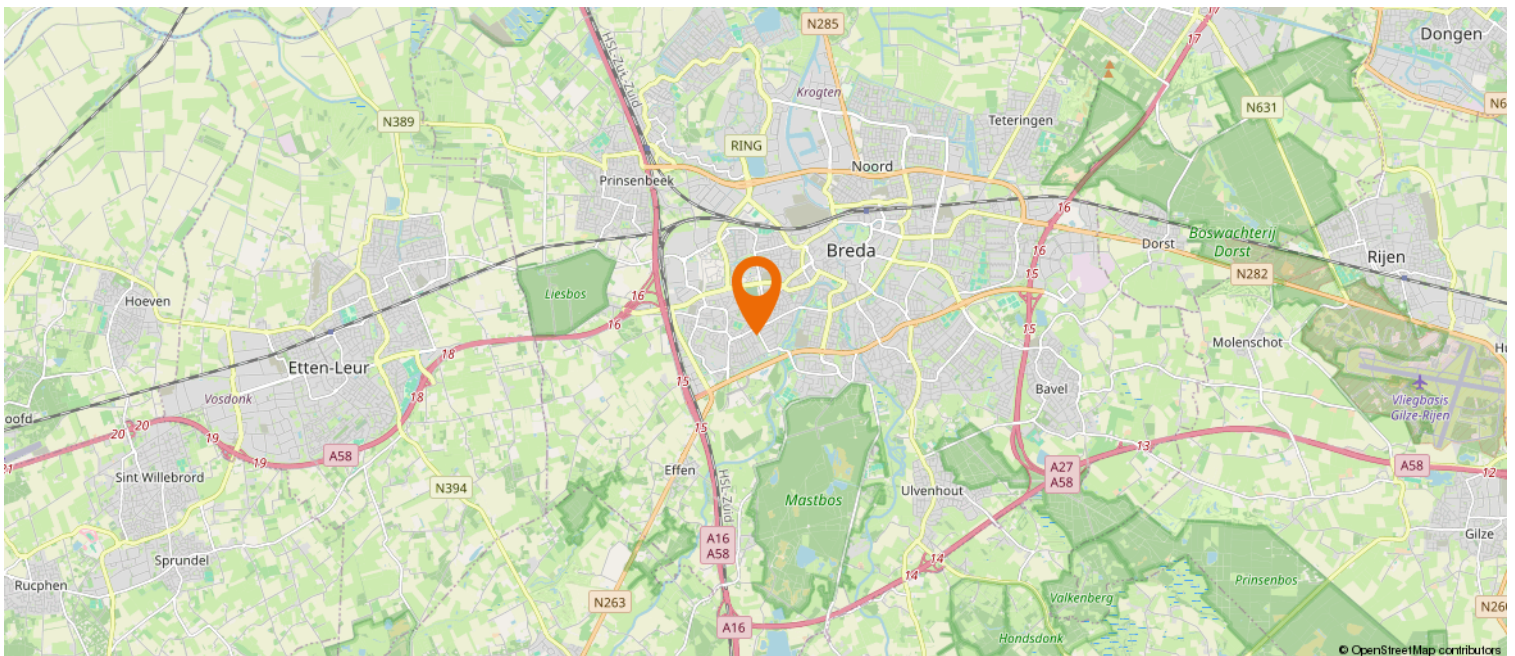 Dongen
N285
17
17
HSL-Zui-Zuid
Krogten
N631
N389
Teteringen
RING
Noord
Prinsenbeek
16
Boswachterij
Dorst
Dorst
Breda
16
Rijen
15
N282
Liesbos
16
Hoeven
16
15
Molenschot
18
Etten-Leur
15
Bavel
18
Vosdonk
Vliegbasis
Gilze-Rijen
oofd
20
20
19
15
13
A58
19
A58
12
Effen
A27
A58
Sint Willebrord
HSL-Zuid
N394
Ulvenhout
Mastbos
Gilze
A16
A58
Sprundel
14
14
Rucphen
Prinsenbos
N263
Valkenberg
A16
Hondsdonk
© OpenStreetMap contributors